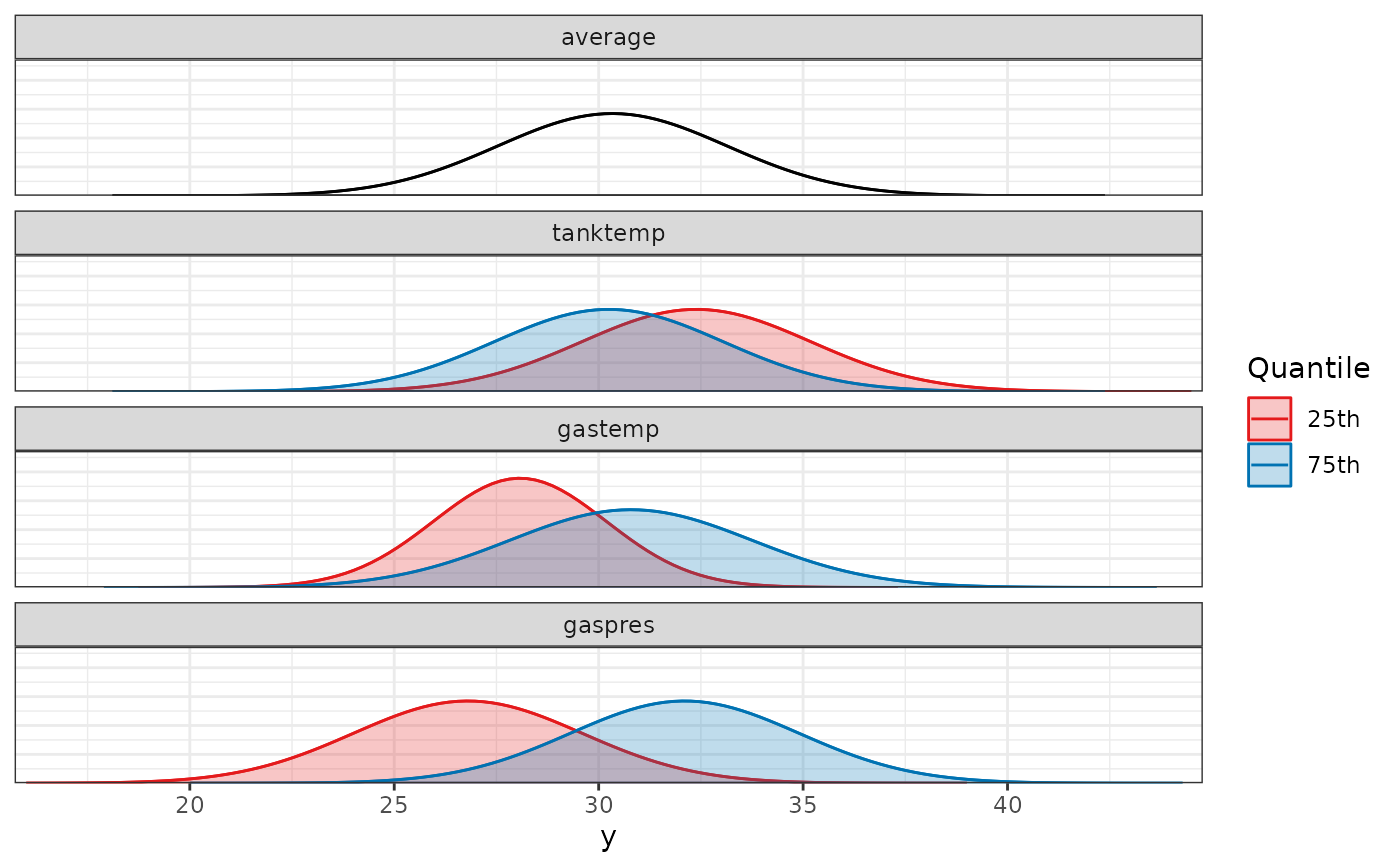 average
tanktemp
gastemp
gaspres
20 25 30 35 40
y
Quantile
25th
75th